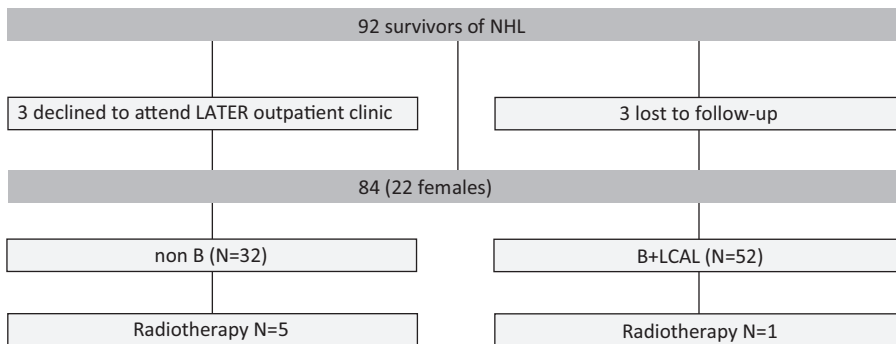 92 survivors of NHL
3 declined to attend LATER outpatient clinic
3 lost to follow-up
84 (22 females)
non B (N=32)
B+LCAL (N=52)
Radiotherapy N=5
Radiotherapy N=1